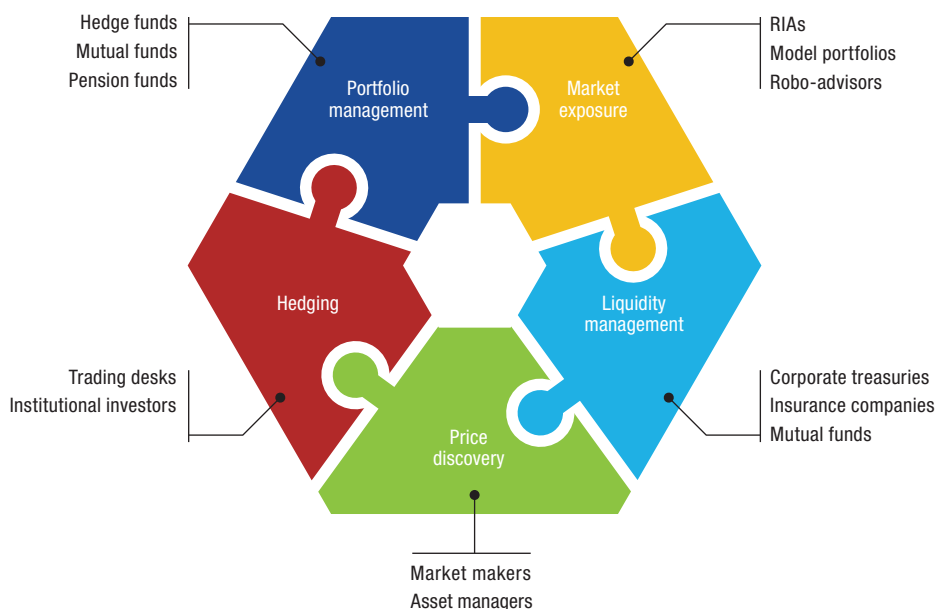 Hedge funds
Mutual funds
Pension funds
Portfolio
management
RIAs
Model portfolios
Robo-advisors
Market
exposure
Hedging
Trading desks
Institutional investors
Liquidity
management
Corporate treasuries
Insurance companies
Mutual funds
Price
discovery
Market makers
Asset managers